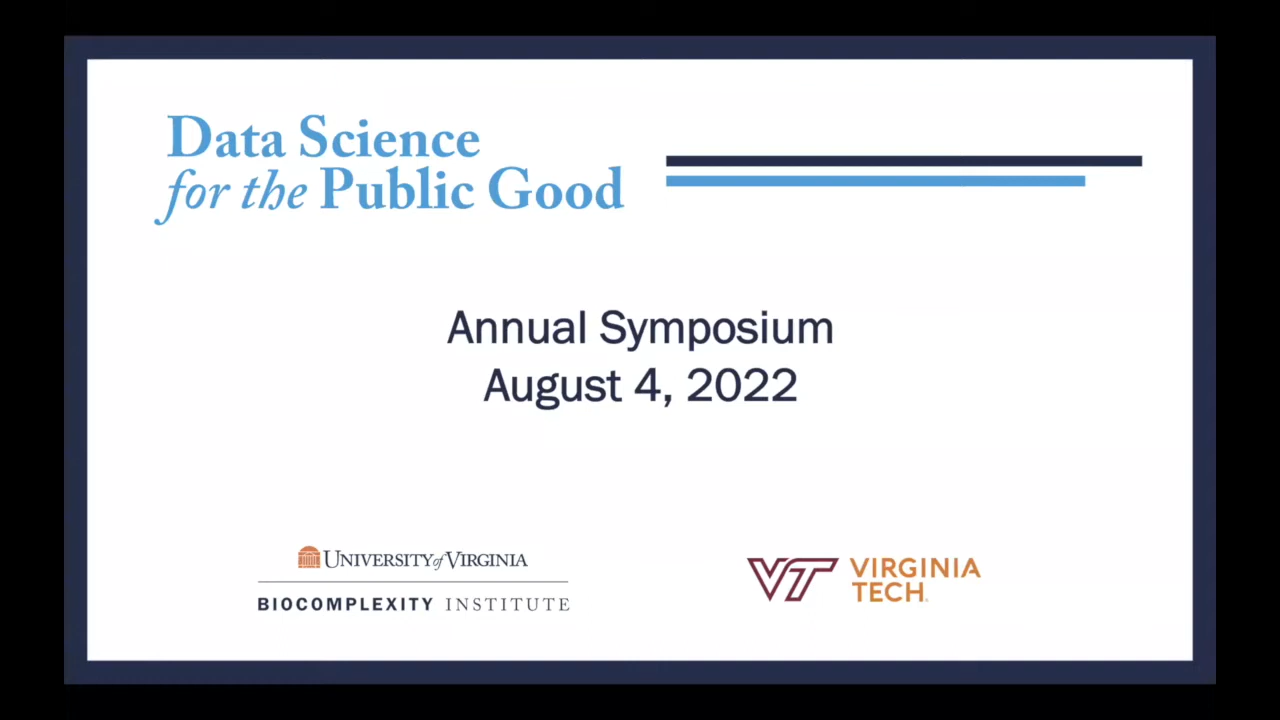 Data Science
for the Public Good
Annual Symposium
August 4, 2022
UNIVERSITY of VIRGINIA
BIOCOMPLEXITY INSTITUTE
VT VIRGINIA
TECH.